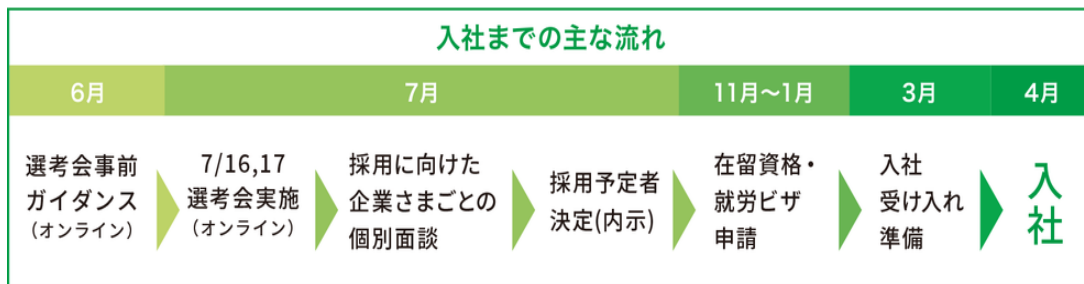 入社までの主な流れ
6月
7月
11月～1月
3月
4月
選考会事前
ガイダンス
（オンライン）
7/16,17
選考会実施
（オンライン）
採用に向けた
企業さまごとの
個別面談
採用予定者
決定(内示)
在留資格・
就労ビザ
申請
入社
受け入れ
準備
入
社